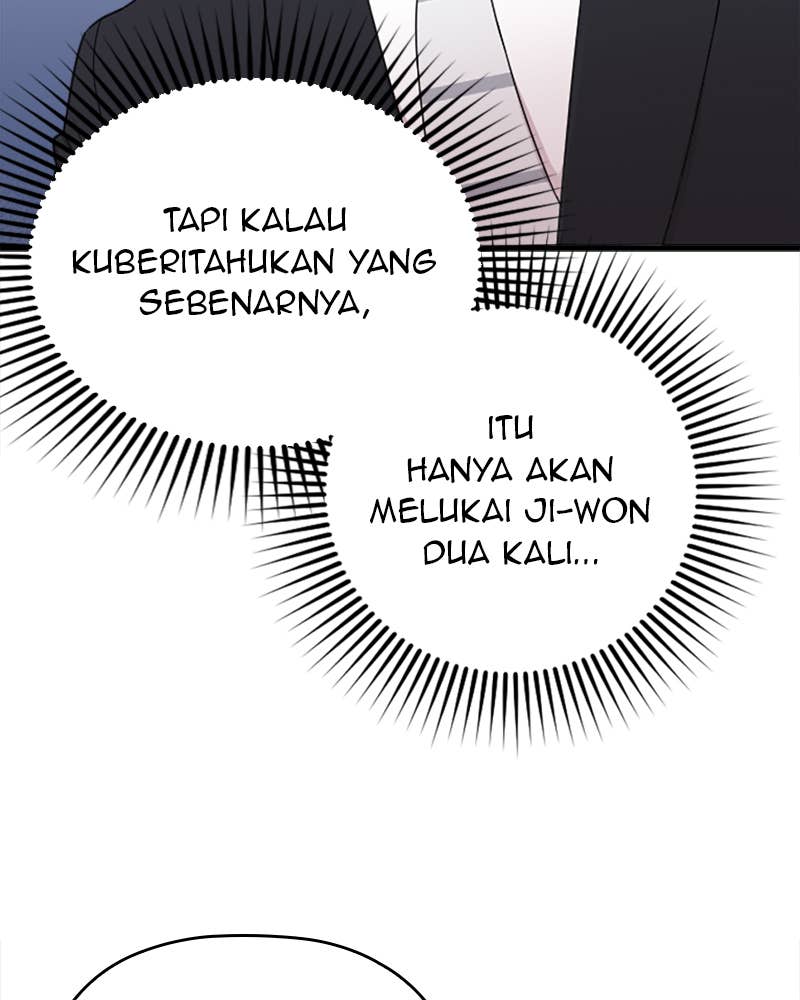 TAPI KALAU
KUBERITAHUKAN YANG
SEBENARNYA,
ITU
HANYA AKAN
MELUKAI JI-WON
DUA KALI...